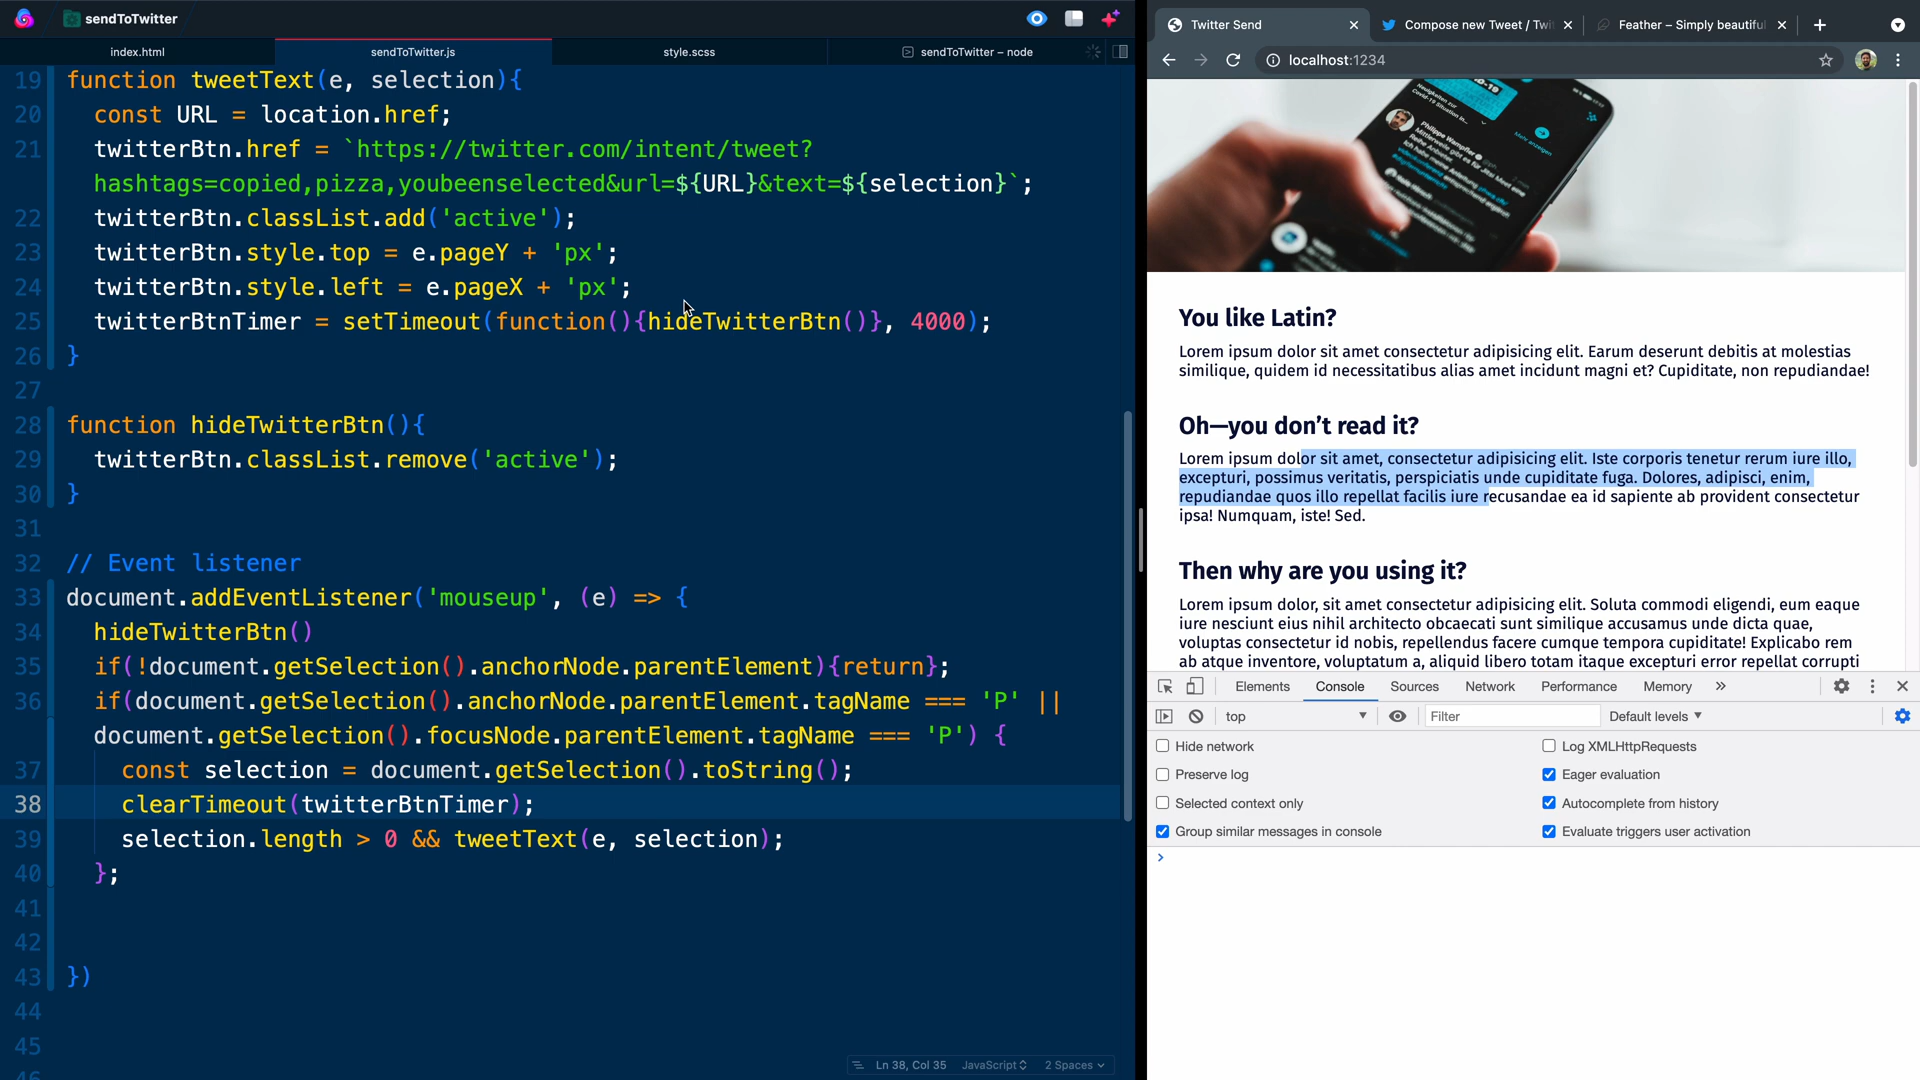 sendToTwitter
index.html
sendToTwitter.js
style.scss
sendToTwitter – node
19 function tweetText(e, selection){
20 const URL = location.href;
21 twitterBtn.href = `https://twitter.com/intent/tweet?
hashtags=copied,pizza,youbeenselected&url=${URL}&text=${selection}`;
22 twitterBtn.classList.add('active');
23 twitterBtn.style.top = e.pageY + 'px';
24 twitterBtn.style.left = e.pageX + 'px';
25 twitterBtnTimer = setTimeout(function(){hideTwitterBtn()}, 4000);
26 }
27
28 function hideTwitterBtn(){
29 twitterBtn.classList.remove('active');
30 }
31
32 // Event listener
33 document.addEventListener('mouseup', (e) => {
34 hideTwitterBtn()
35 if(!document.getSelection().anchorNode.parentElement){return};
36 if(document.getSelection().anchorNode.parentElement.tagName === 'P' ||
document.getSelection().focusNode.parentElement.tagName === 'P') {
37 const selection = document.getSelection().toString();
38 clearTimeout(twitterBtnTimer);
39 selection.length > 0 && tweetText(e, selection);
40 };
41
42
43 })
44
45
46
Ln 38, Col 35 JavaScript 2 Spaces
Twitter Send
Compose new Tweet / Twi
Feather – Simply beautiful
localhost:1234
Philippe Wampfler
Mehr anzeigen
You like Latin?
Lorem ipsum dolor sit amet consectetur adipisicing elit. Earum deserunt debitis at molestias
similique, quidem id necessitatibus alias amet incidunt magni et? Cupiditate, non repudiandae!
Oh—you don’t read it?
Lorem ipsum dolor sit amet, consectetur adipisicing elit. Iste corporis tenetur rerum iure illo,
excepturi, possimus veritatis, perspiciatis unde cupiditate fuga. Dolores, adipisci, enim,
repudiandae quos illo repellat facilis iure recusandae ea id sapiente ab provident consectetur
ipsa! Numquam, iste! Sed.
Then why are you using it?
Lorem ipsum dolor, sit amet consectetur adipisicing elit. Soluta commodi eligendi, eum eaque
iure nesciunt eius nihil architecto obcaecati sunt similique accusamus unde dicta quae,
voluptas consectetur id nobis, repellendus facere cumque tempora cupiditate! Explicabo rem
ab atque inventore, voluptatum a, aliquid libero totam itaque excepturi error repellat corrupti
Elements Console Sources Network Performance Memory »
top Filter Default levels
Hide network
Log XMLHttpRequests
Preserve log
Eager evaluation
Selected context only
Autocomplete from history
Group similar messages in console
Evaluate triggers user activation
>